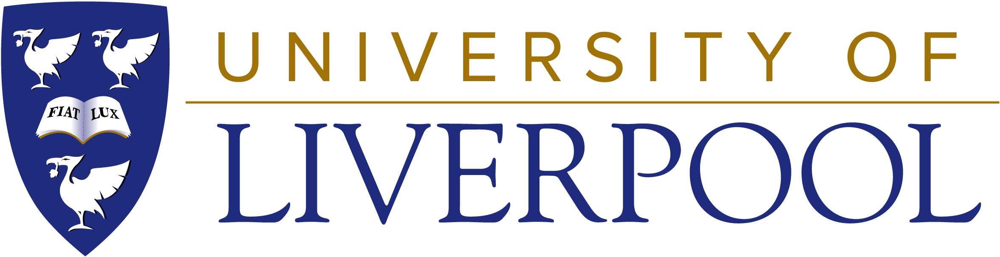 FIAT LUX
UNIVERSITY OF
LIVERPOOL